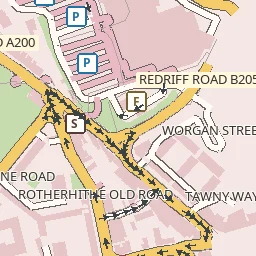 P
P
D A200
P
REDRIFF ROAD B205
E
S
WORGAN STREE
NE ROAD
ROTHERHITHE OLD ROAD
TAWNY WAY